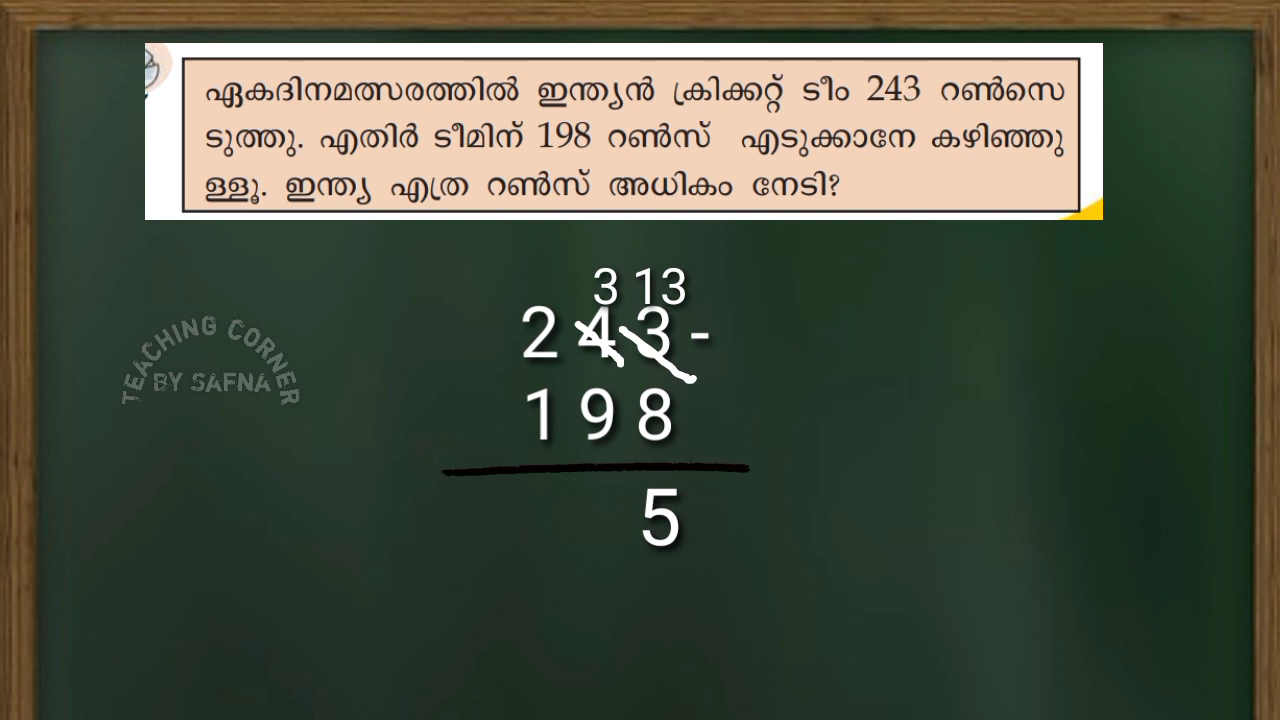 ഏകദിനമത്സരത്തിൽ ഇന്ത്യൻ ക്രിക്കറ്റ് ടീം 243 റൺസെ
ടുത്തു. എതിർ ടീമിന് 198 റൺസ് എടുക്കാനേ കഴിഞ്ഞു
ള്ളൂ. ഇന്ത്യ എത്ര റൺസ് അധികം നേടി?
3 13
2 4 3 -
1 9 8
5
TEACHING CORNER
BY SAFNA